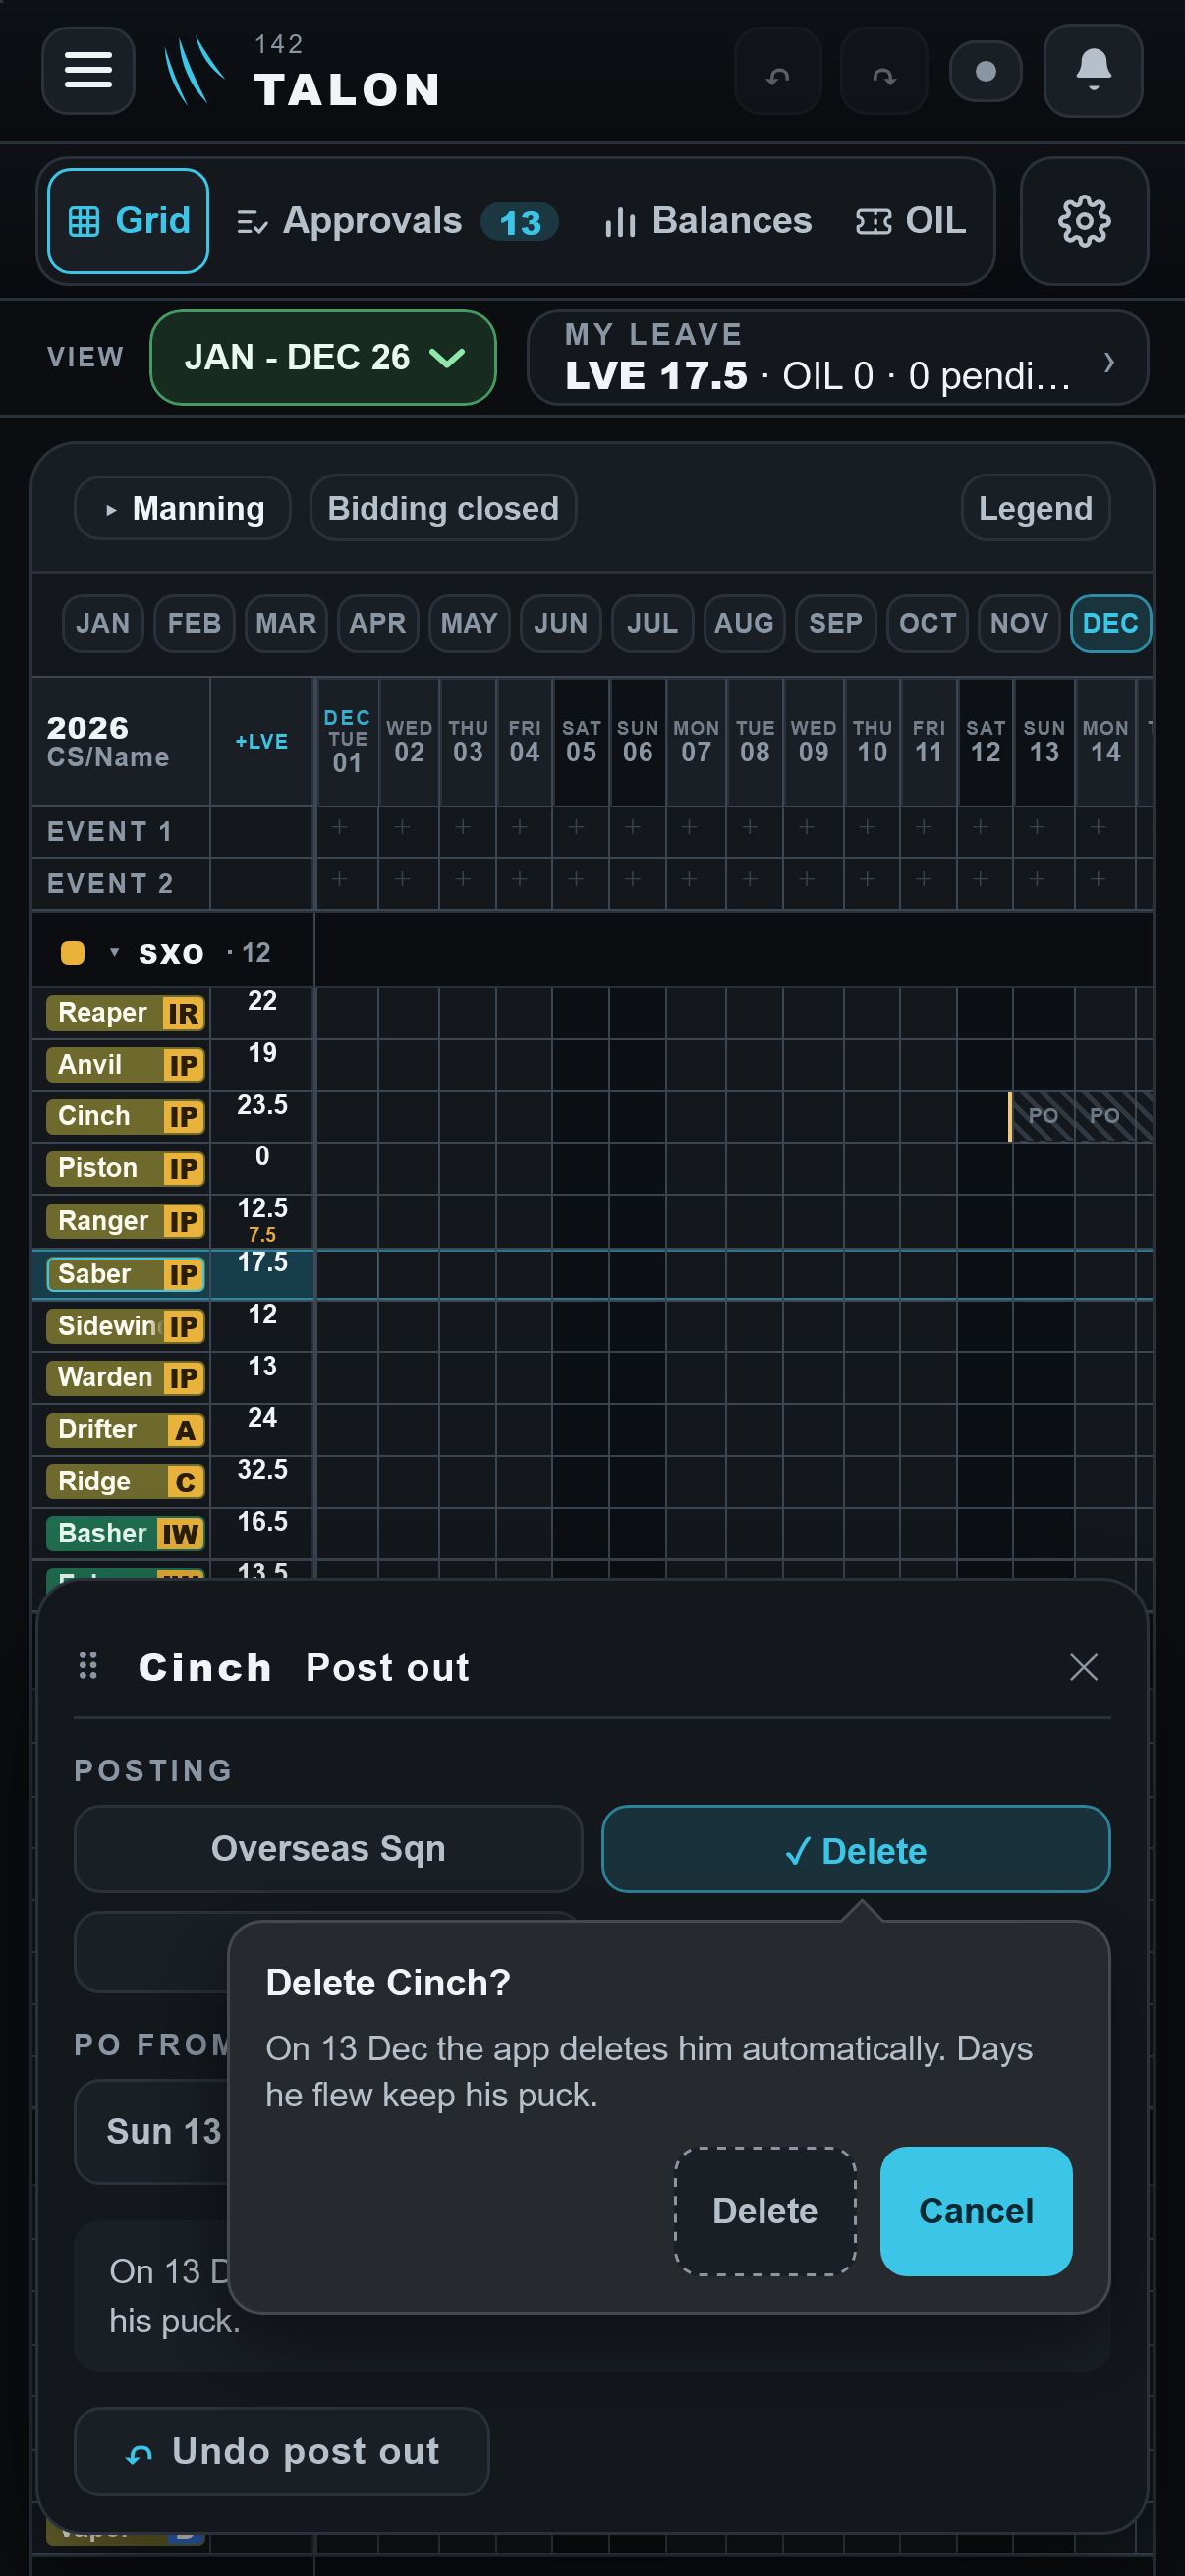 142
TALON
Grid
Approvals 13
Balances
OIL
VIEW
JAN - DEC 26
MY LEAVE
LVE 17.5 · OIL 0 · 0 pendi…
Manning
Bidding closed
Legend
JAN FEB MAR APR MAY JUN JUL AUG SEP OCT NOV DEC
2026
CS/Name
+LVE
DEC TUE 01
WED 02
THU 03
FRI 04
SAT 05
SUN 06
MON 07
TUE 08
WED 09
THU 10
FRI 11
SAT 12
SUN 13
MON 14
EVENT 1 + + + + + + + + + + + + + +
EVENT 2 + + + + + + + + + + + + + +
SXO · 12
Reaper IR 22
Anvil IP 19
Cinch IP 23.5 PO PO
Piston IP 0
Ranger IP 12.5
7.5
Saber IP 17.5
Sidewin IP 12
Warden IP 13
Drifter A 24
Ridge C 32.5
Basher IW 16.5
13.5
Cinch Post out
POSTING
Overseas Sqn
✓ Delete
Delete Cinch?
On 13 Dec the app deletes him automatically. Days
he flew keep his puck.
Delete
Cancel
PO FROM
Sun 13
On 13 D
his puck.
Undo post out